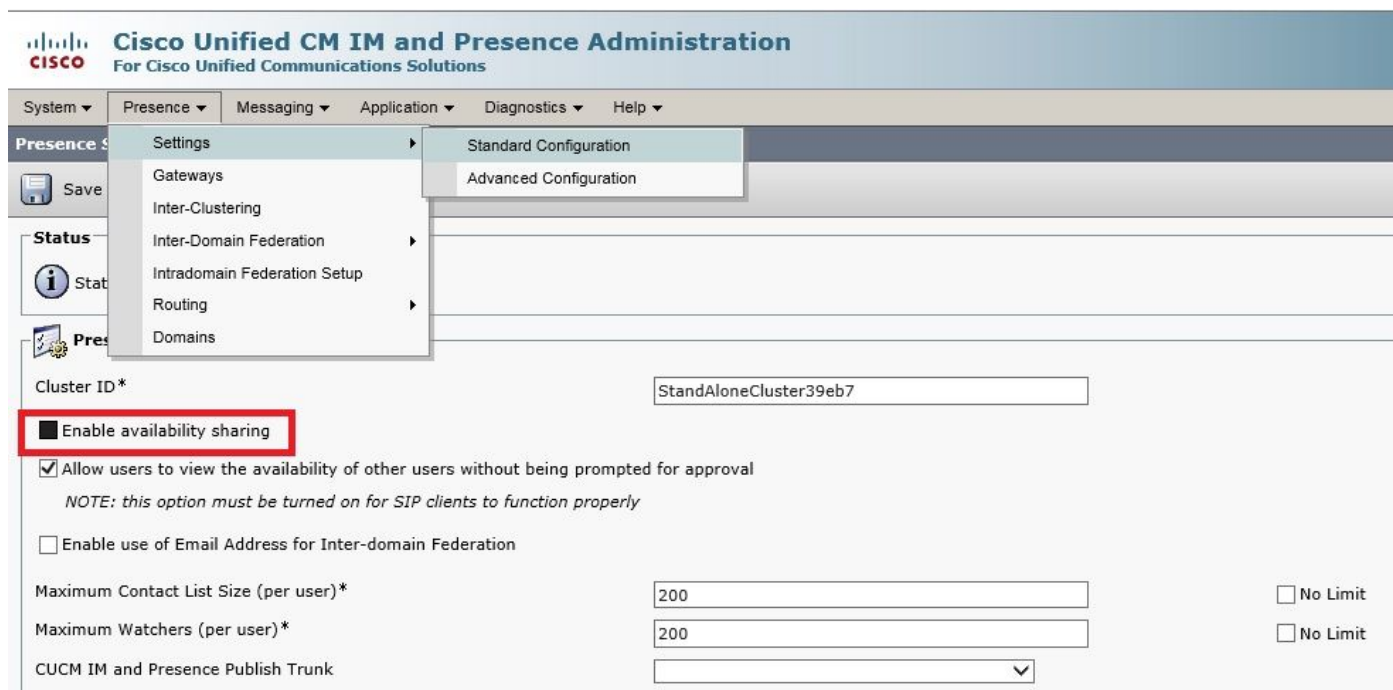 Cisco Unified CM IM and Presence Administration
CISCO
For Cisco Unified Communications Solutions
System Presence Messaging Application Diagnostics Help
Presence S
Settings
Standard Configuration
Save
Gateways
Advanced Configuration
Inter-Clustering
Status
Inter-Domain Federation
Stat
Intradomain Federation Setup
Routing
Pres
Domains
Cluster ID*
StandAloneCluster39eb7
Enable availability sharing
Allow users to view the availability of other users without being prompted for approval
NOTE: this option must be turned on for SIP clients to function properly
Enable use of Email Address for Inter-domain Federation
Maximum Contact List Size (per user)*
200
No Limit
Maximum Watchers (per user)*
200
No Limit
CUCM IM and Presence Publish Trunk